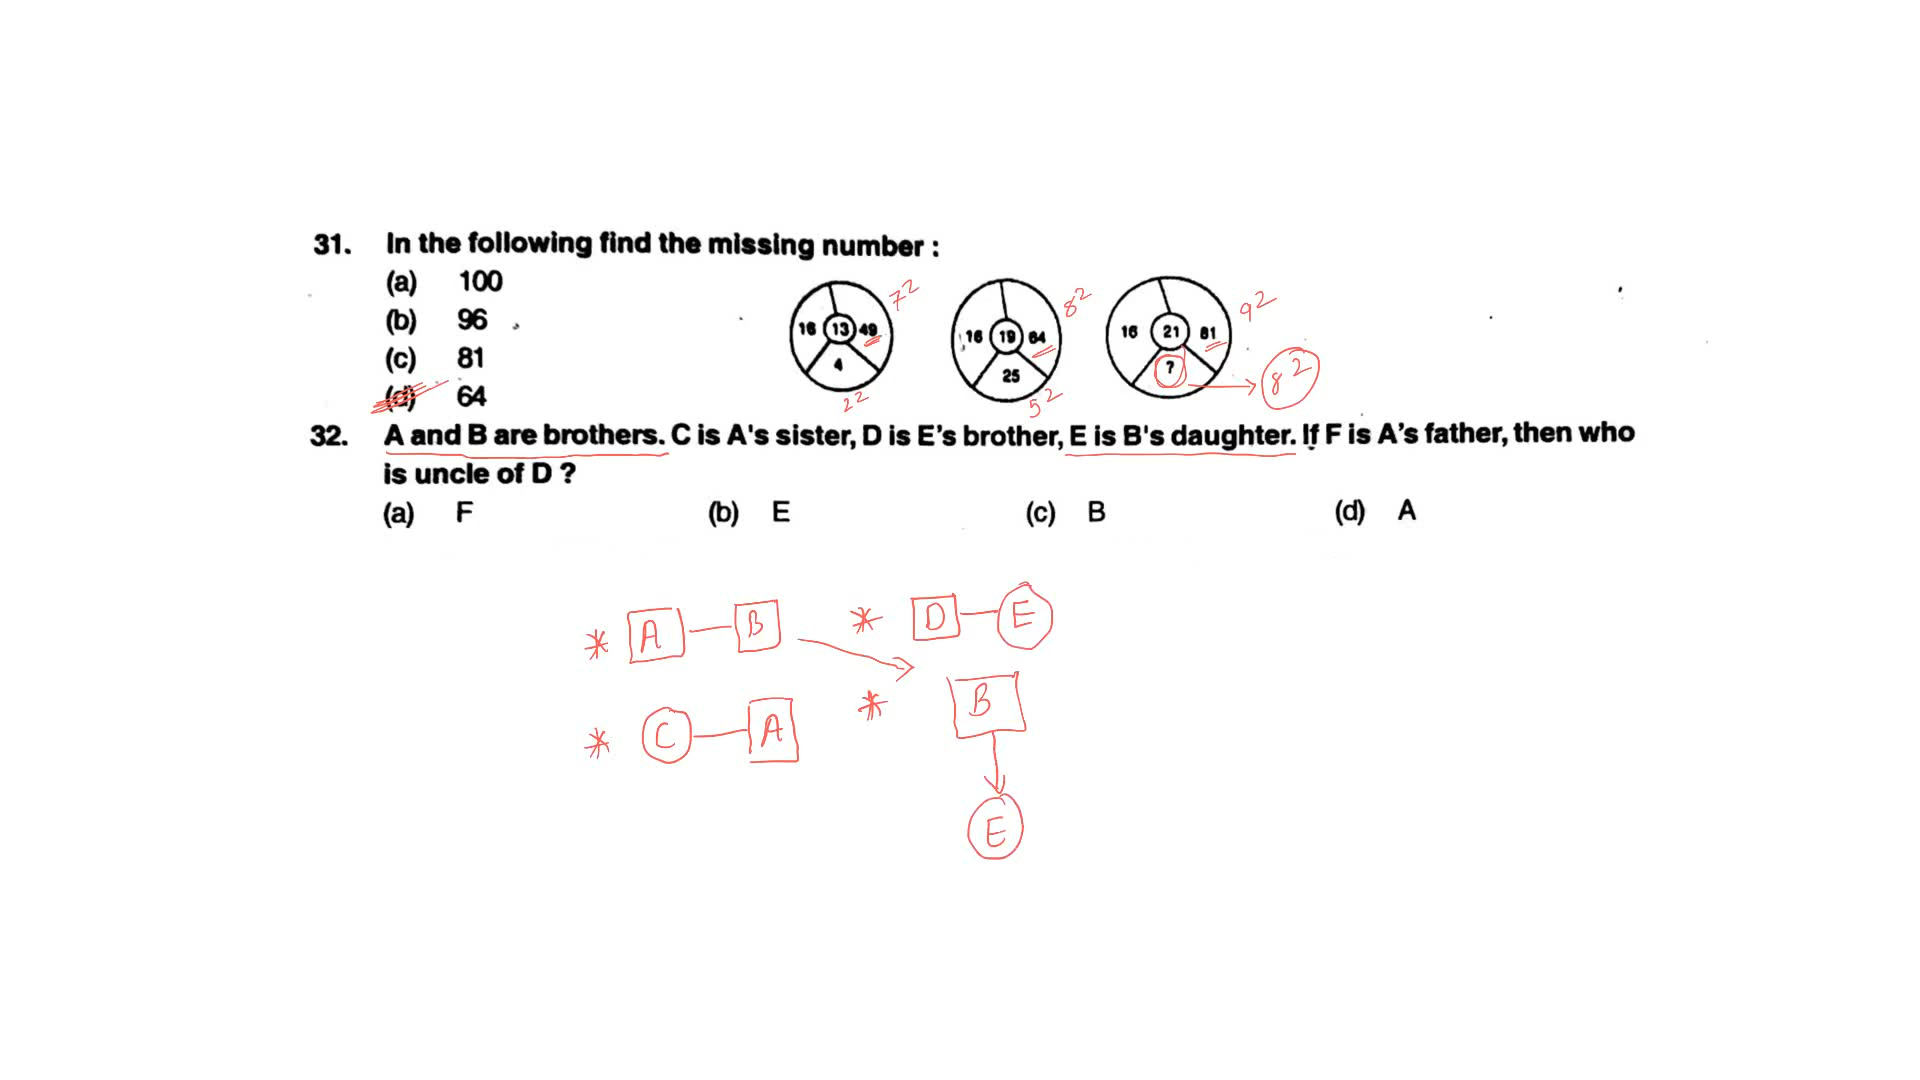 31. In the following find the missing number :
(a) 100
(b) 96
(c) 81
(d) 64
16 13 49 4
7²
2²
16 19 64 25
8²
5²
16 21 81 ?
9²
8²
32. A and B are brothers. C is A's sister, D is E's brother, E is B's daughter. If F is A's father, then who
is uncle of D ?
(a) F (b) E (c) B (d) A
* A B * D E
* C A * B
E